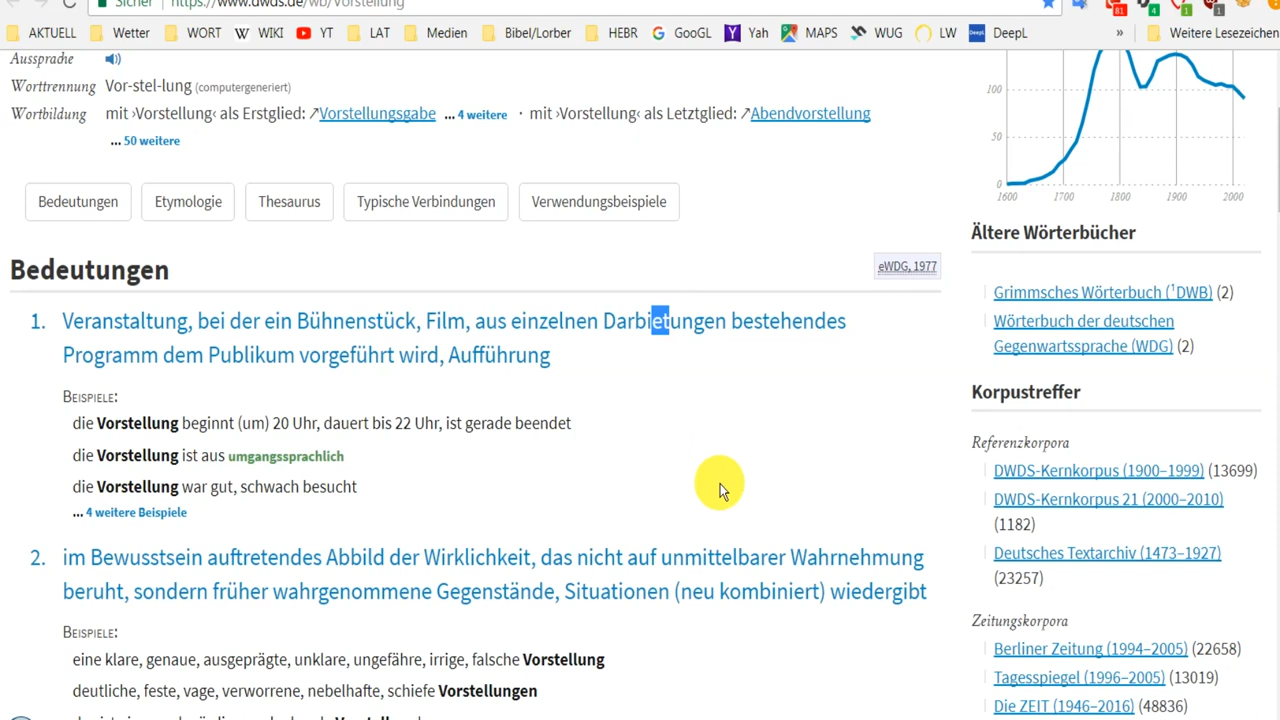 Sicher https://www.dwds.de/wb/Vorstellung
81 4 1 1
AKTUELL Wetter WORT WIKI YT LAT Medien Bibel/Lorber HEBR GooGL Yah MAPS WUG LW DeepL » Weitere Lesezeichen
Aussprache
Worttrennung Vor-stel-lung (computergeneriert)
Wortbildung mit ›Vorstellung‹ als Erstglied: ↗Vorstellungsgabe ... 4 weitere · mit ›Vorstellung‹ als Letztglied: ↗Abendvorstellung
... 50 weitere
Bedeutungen Etymologie Thesaurus Typische Verbindungen Verwendungsbeispiele
Bedeutungen
eWDG, 1977
1. Veranstaltung, bei der ein Bühnenstück, Film, aus einzelnen Darbietungen bestehendes
Programm dem Publikum vorgeführt wird, Aufführung
Beispiele:
die Vorstellung beginnt (um) 20 Uhr, dauert bis 22 Uhr, ist gerade beendet
die Vorstellung ist aus umgangssprachlich
die Vorstellung war gut, schwach besucht
... 4 weitere Beispiele
2. im Bewusstsein auftretendes Abbild der Wirklichkeit, das nicht auf unmittelbarer Wahrnehmung
beruht, sondern früher wahrgenommene Gegenstände, Situationen (neu kombiniert) wiedergibt
Beispiele:
eine klare, genaue, ausgeprägte, unklare, ungefähre, irrige, falsche Vorstellung
deutliche, feste, vage, verworrene, nebelhafte, schiefe Vorstellungen
100
50
0
1600 1700 1800 1900 2000
Ältere Wörterbücher
Grimmsches Wörterbuch (¹DWB) (2)
Wörterbuch der deutschen
Gegenwartssprache (WDG) (2)
Korpustreffer
Referenzkorpora
DWDS-Kernkorpus (1900–1999) (13699)
DWDS-Kernkorpus 21 (2000–2010)
(1182)
Deutsches Textarchiv (1473–1927)
(23257)
Zeitungskorpora
Berliner Zeitung (1994–2005) (22658)
Tagesspiegel (1996–2005) (13019)
Die ZEIT (1946–2016) (48836)